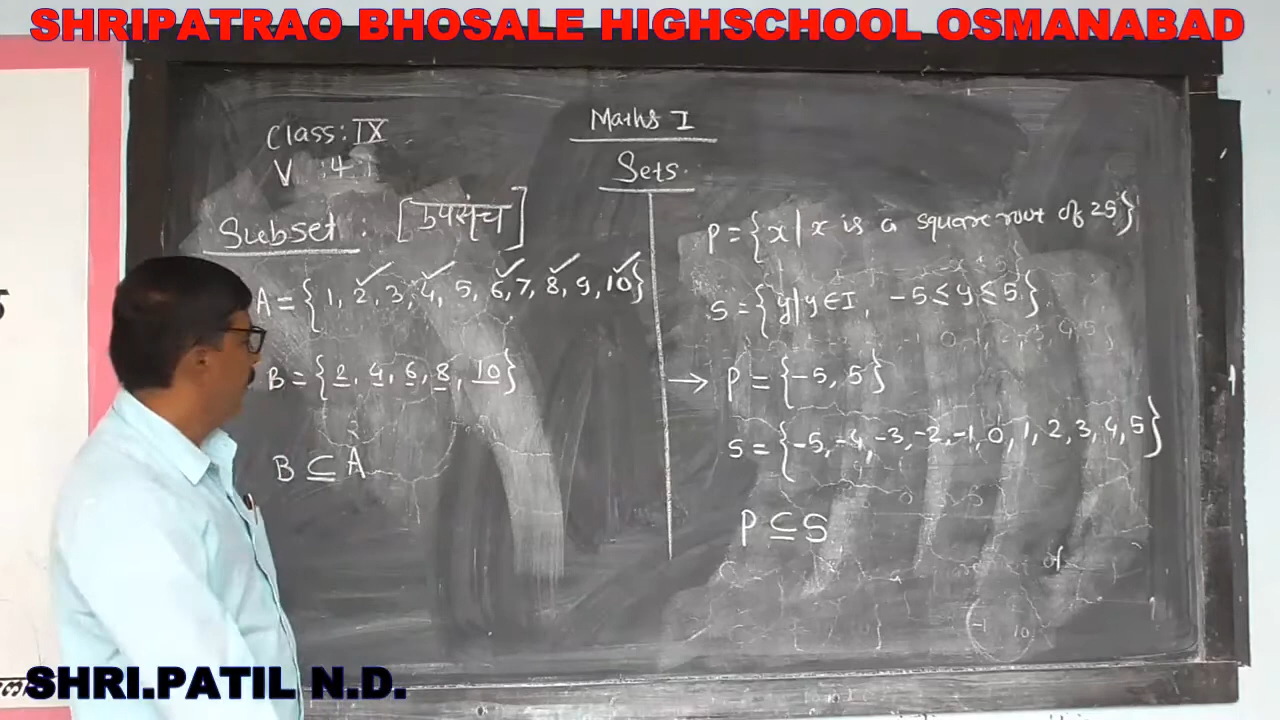 SHRIPATRAO BHOSALE HIGHSCHOOL OSMANABAD
Maths I
Class: IX
Sets.
V : 4
Subset : [उपसंच]
A = {1, 2, 3, 4, 5, 6, 7, 8, 9, 10}
B = {2, 4, 6, 8, 10}
B ⊆ A
P = {x | x is a square root of 25}
S = {y | y ∈ I, -5 ≤ y ≤ 5}
→ P = {-5, 5}
S = {-5, -4, -3, -2, -1, 0, 1, 2, 3, 4, 5}
P ⊆ S
of
-1 10
SHRI.PATIL N.D.